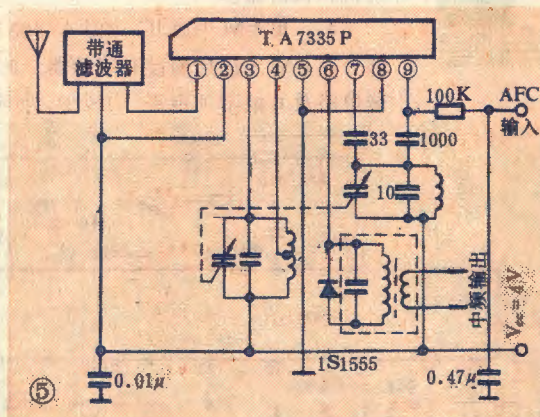 TA7335P
带通
滤波器
① ② ③ ④ ⑤ ⑥ ⑦ ⑧ ⑨
100K
AFC
输入
33
1000
10
中频输出
Vcc=4V
1S1555
0.01μ
0.47μ
⑤